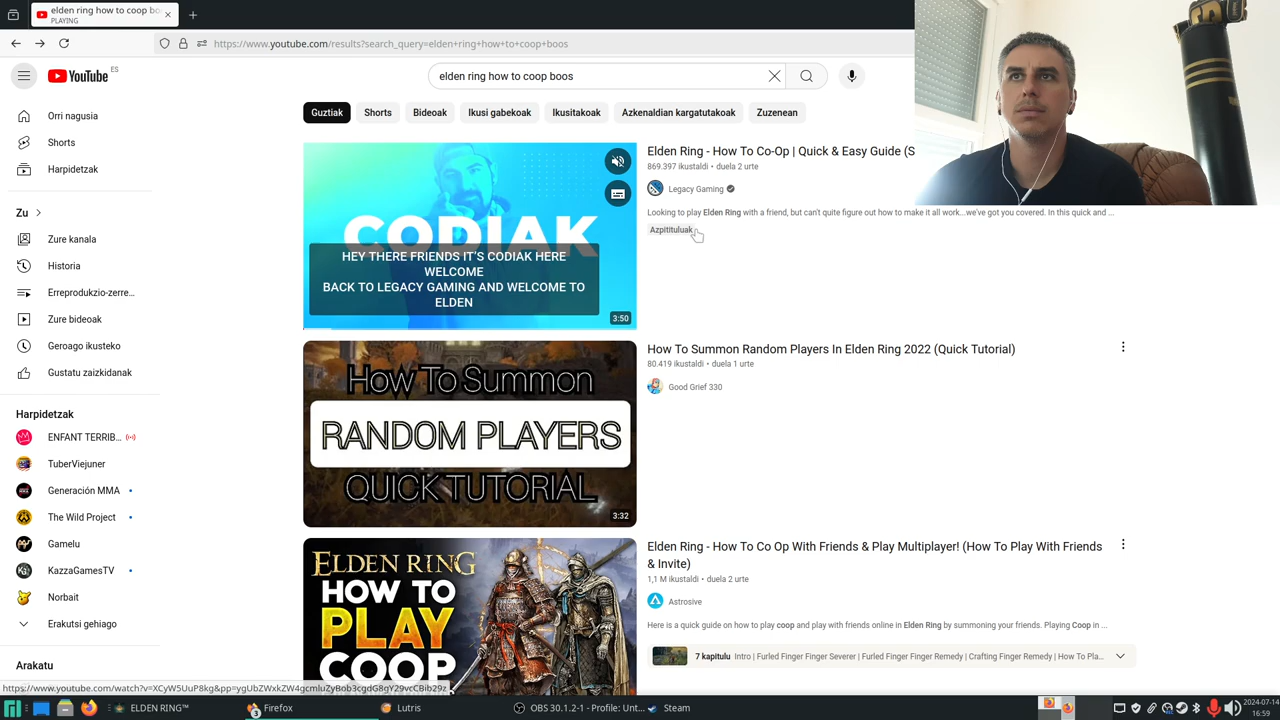 elden ring how to coop bo
PLAYING
https://www.youtube.com/results?search_query=elden+ring+how+to+coop+boos
YouTube ES
elden ring how to coop boos
Orri nagusia
Shorts
Harpidetzak
Zu
Zure kanala
Historia
Erreprodukzio-zerre...
Zure bideoak
Geroago ikusteko
Gustatu zaizkidanak
Harpidetzak
ENFANT TERRIB...
TuberViejuner
Generación MMA
The Wild Project
Gamelu
KazzaGamesTV
Norbait
Erakutsi gehiago
Arakatu
Guztiak
Shorts
Bideoak
Ikusi gabekoak
Ikusitakoak
Azkenaldian kargatutakoak
Zuzenean
CODIAK
HEY THERE FRIENDS IT'S CODIAK HERE
WELCOME
BACK TO LEGACY GAMING AND WELCOME TO
ELDEN
3:50
Elden Ring - How To Co-Op | Quick & Easy Guide (S
869.397 ikustaldi • duela 2 urte
Legacy Gaming
Looking to play Elden Ring with a friend, but can't quite figure out how to make it all work...we've got you covered. In this quick and ...
Azpitituluak
How To Summon
RANDOM PLAYERS
QUICK TUTORIAL
3:32
How To Summon Random Players In Elden Ring 2022 (Quick Tutorial)
80.419 ikustaldi • duela 1 urte
Good Grief 330
ELDEN RING
HOW TO
PLAY
COOP
Elden Ring - How To Co Op With Friends & Play Multiplayer! (How To Play With Friends
& Invite)
1,1 M ikustaldi • duela 2 urte
Astrosive
Here is a quick guide on how to play coop and play with friends online in Elden Ring by summoning your friends. Playing Coop in ...
7 kapitulu Intro | Furled Finger Finger Severer | Furled Finger Finger Remedy | Crafting Finger Remedy | How To Pla...
ELDEN RING™
3
Firefox
Lutris
OBS 30.1.2-1 - Profile: Unt...
Steam
2024-07-14
16:59